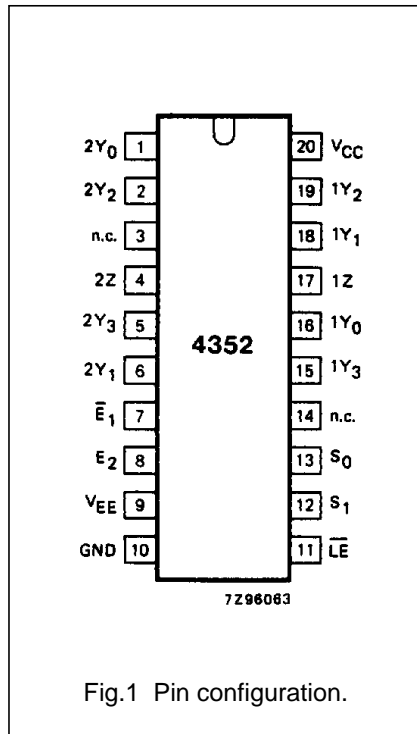 2Y0 1 20 VCC
2Y2 2 19 1Y2
n.c. 3 18 1Y1
2Z 4 17 1Z
2Y3 5 16 1Y0
4352
2Y1 6 15 1Y3
E̅1 7 14 n.c.
E2 8 13 S0
VEE 9 12 S1
GND 10 11 L̅E̅
7Z96063
Fig.1 Pin configuration.